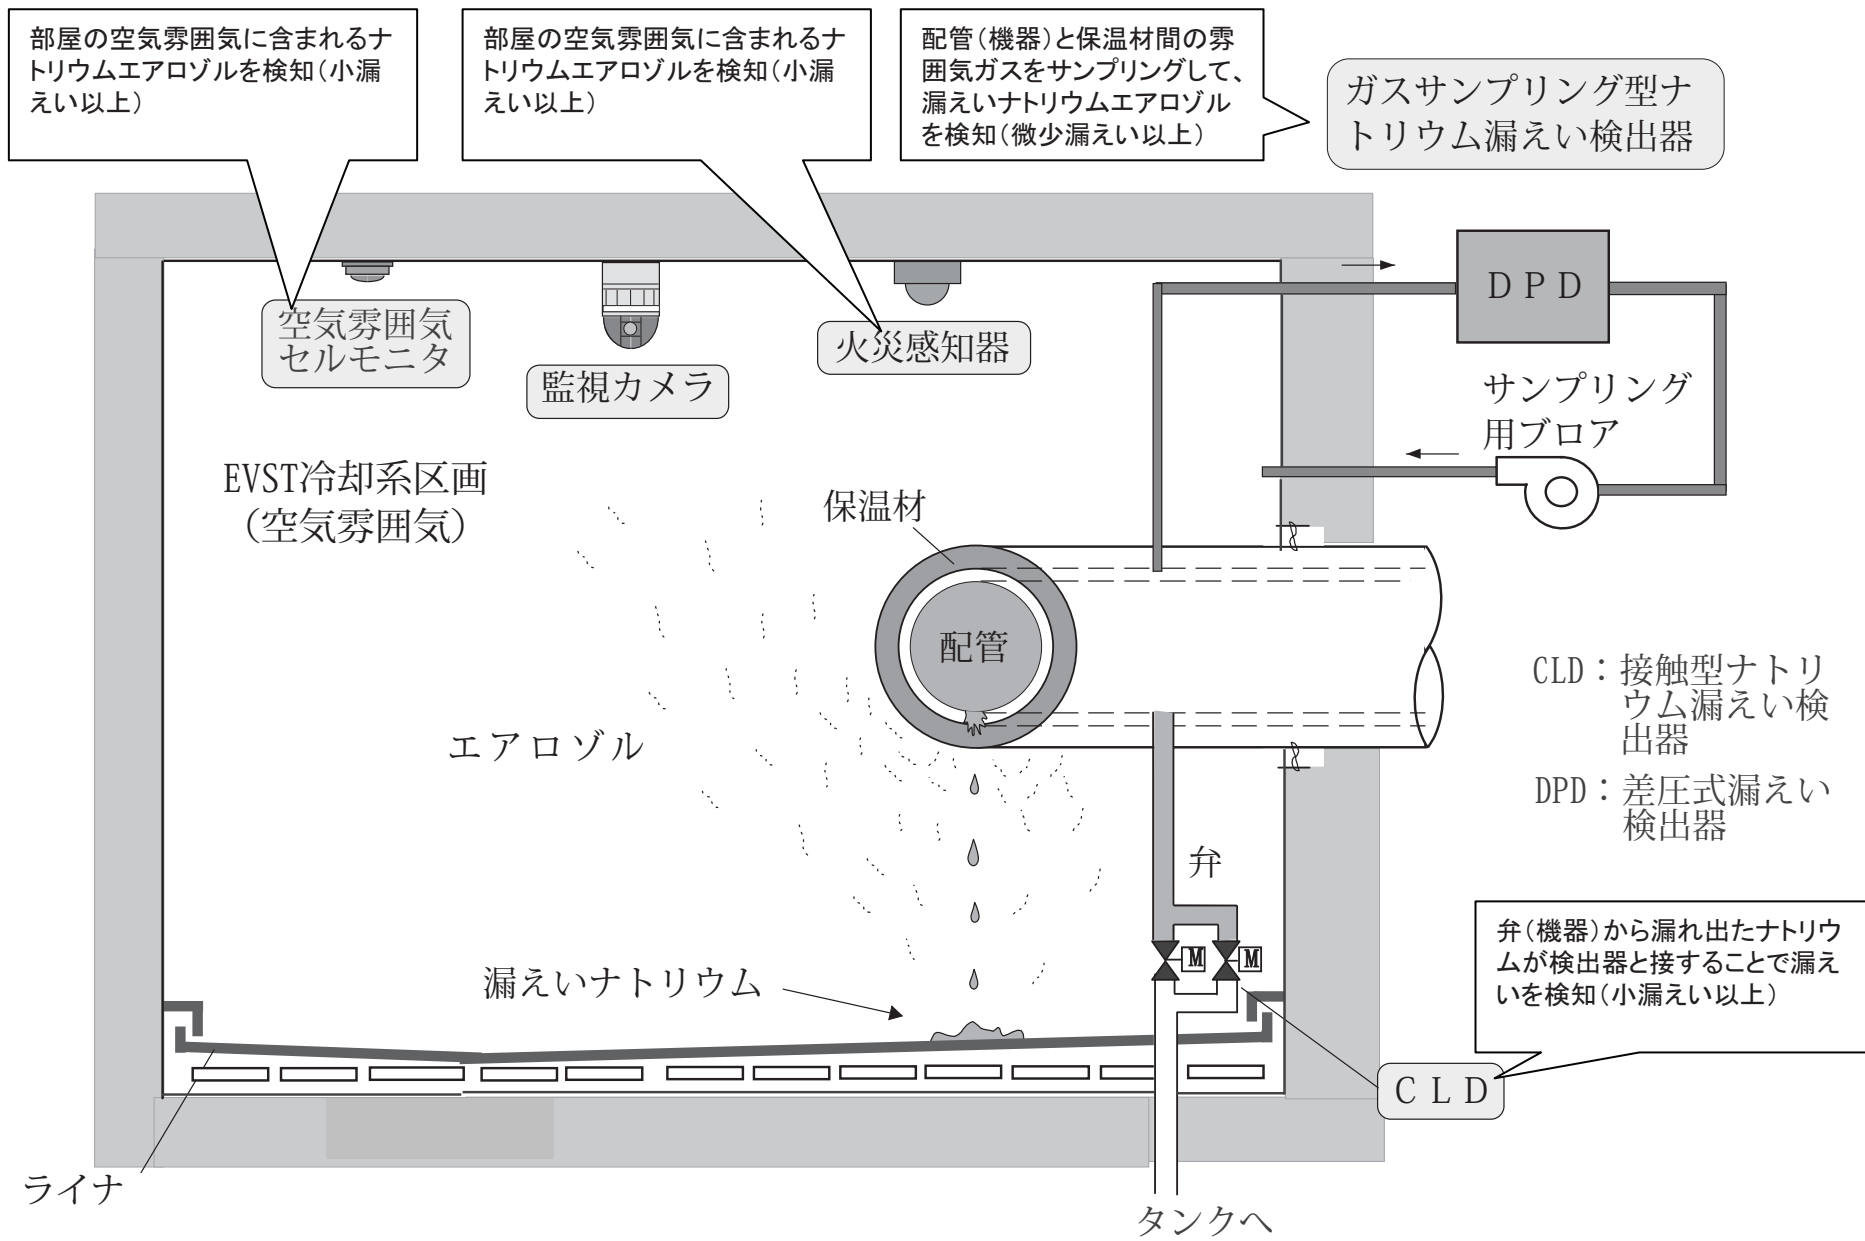 部屋の空気雰囲気に含まれるナ
トリウムエアロゾルを検知（小漏
えい以上）
部屋の空気雰囲気に含まれるナ
トリウムエアロゾルを検知（小漏
えい以上）
配管（機器）と保温材間の雰
囲気ガスをサンプリングして、
漏えいナトリウムエアロゾル
を検知（微少漏えい以上）
ガスサンプリング型ナ
トリウム漏えい検出器
空気雰囲気
セルモニタ
監視カメラ
火災感知器
ＤＰＤ
サンプリング
用ブロア
EVST冷却系区画
（空気雰囲気）
保温材
配管
エアロゾル
CLD：接触型ナトリ
ウム漏えい検
出器
DPD：差圧式漏えい
検出器
弁
M
M
漏えいナトリウム
弁（機器）から漏れ出たナトリウ
ムが検出器と接することで漏え
いを検知（小漏えい以上）
ＣＬＤ
ライナ
タンクへ